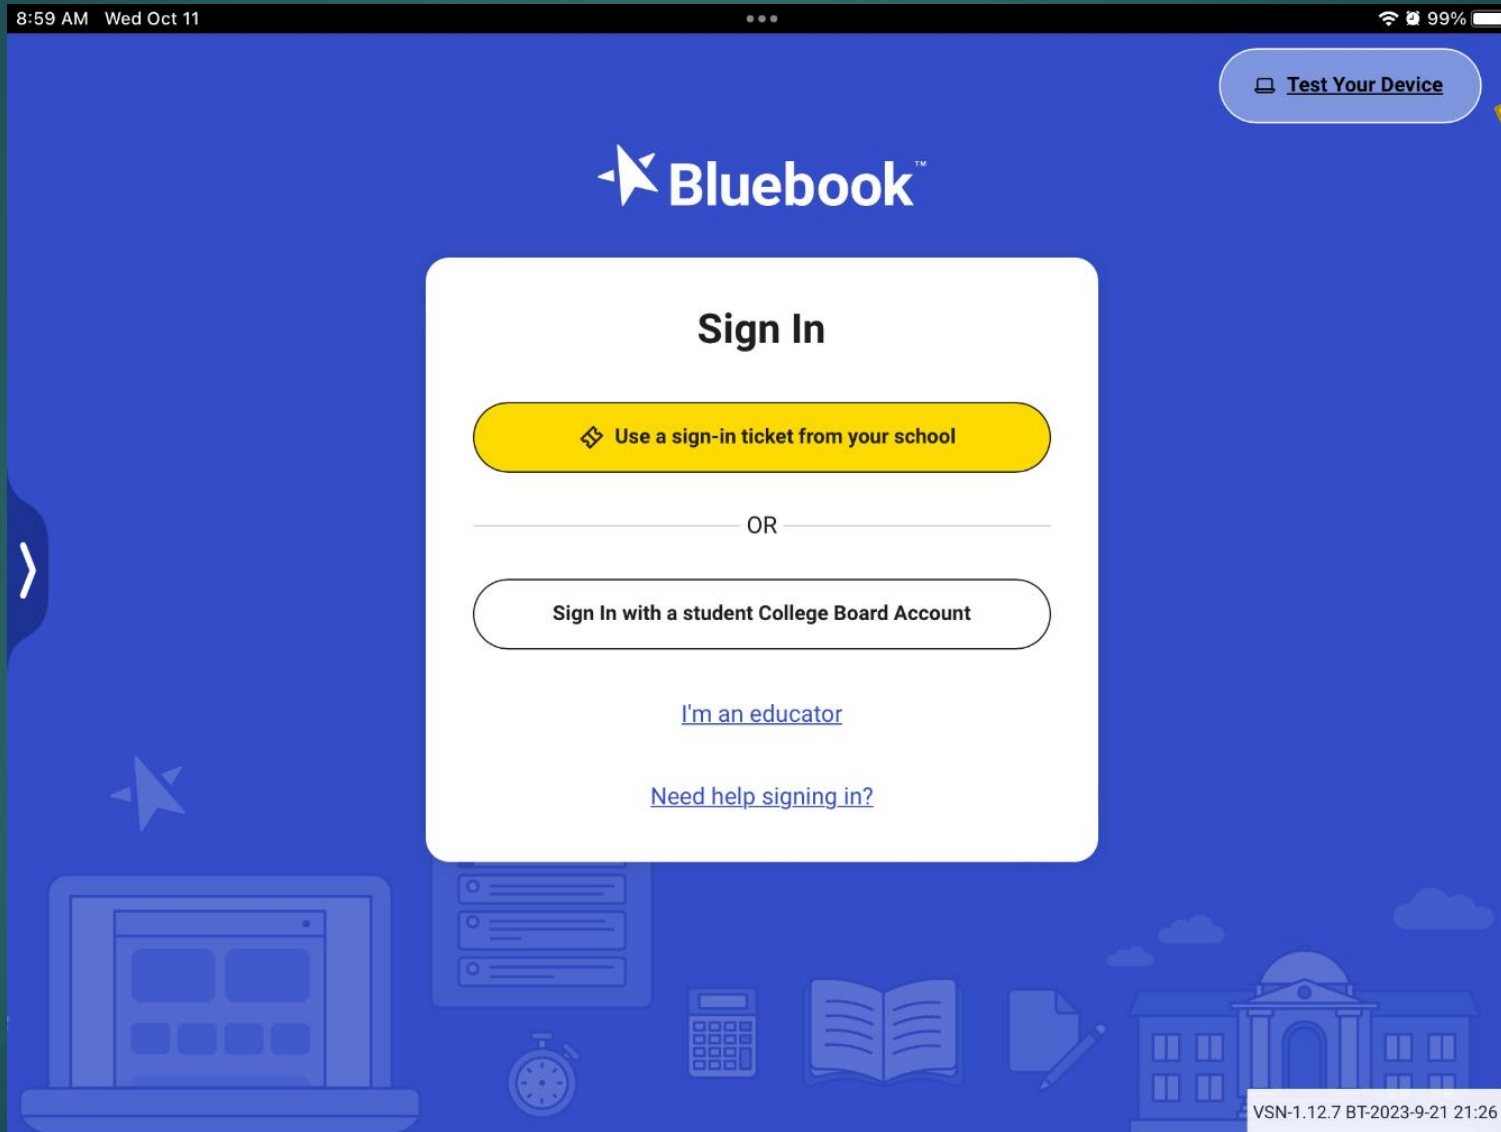 8:59 AM Wed Oct 11
99%
Test Your Device
Bluebook™
Sign In
Use a sign-in ticket from your school
OR
Sign In with a student College Board Account
I'm an educator
Need help signing in?
VSN-1.12.7 BT-2023-9-21 21:26